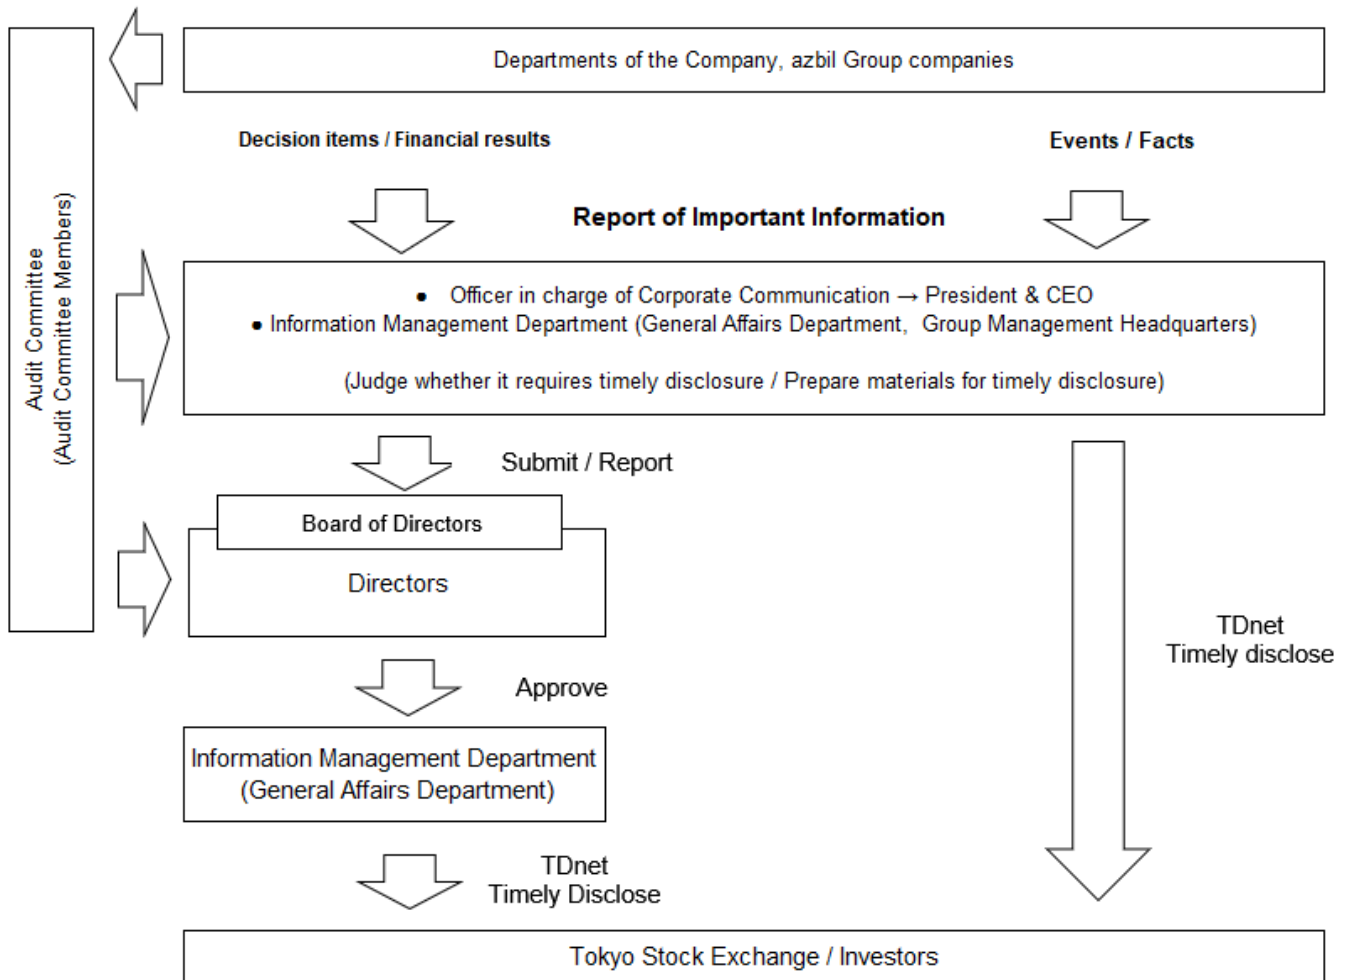 Departments of the Company, azbil Group companies
Decision items / Financial results
Events / Facts
Report of Important Information
Audit Committee
(Audit Committee Members)
● Officer in charge of Corporate Communication → President & CEO
● Information Management Department (General Affairs Department, Group Management Headquarters)
(Judge whether it requires timely disclosure / Prepare materials for timely disclosure)
Submit / Report
Board of Directors
Directors
TDnet
Timely disclose
Approve
Information Management Department
(General Affairs Department)
TDnet
Timely Disclose
Tokyo Stock Exchange / Investors